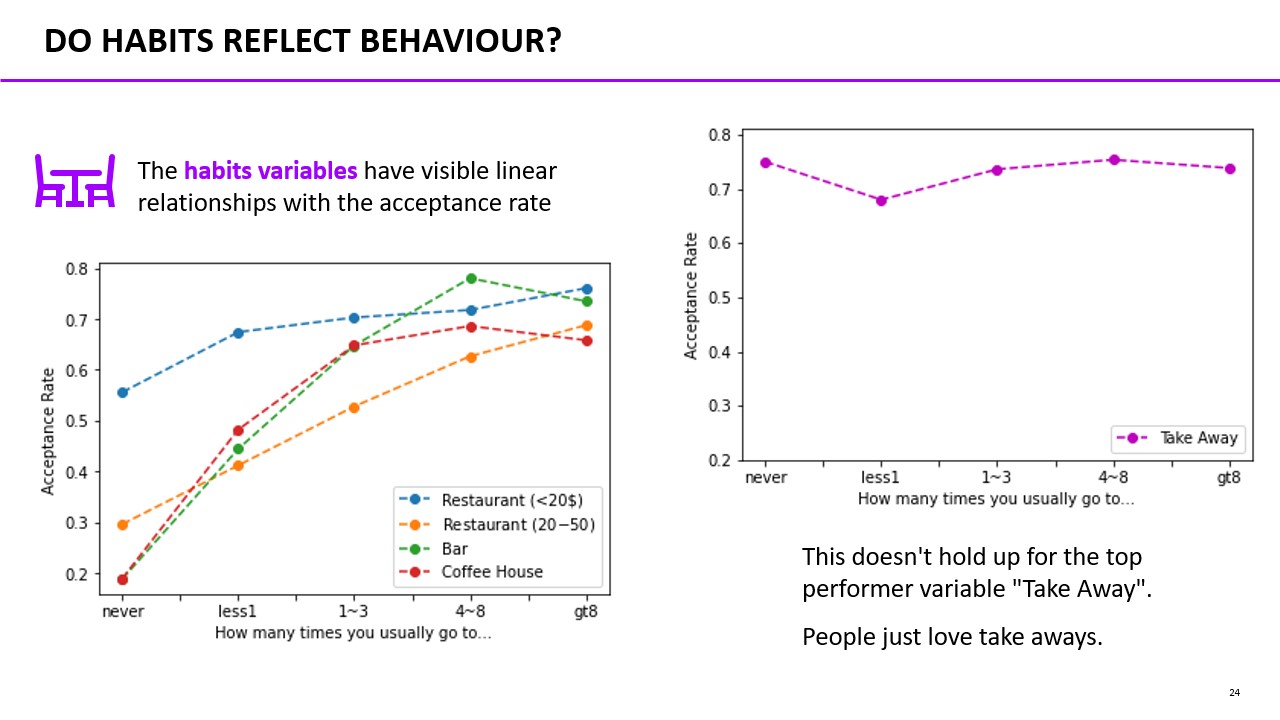 DO HABITS REFLECT BEHAVIOUR?
The habits variables have visible linear
relationships with the acceptance rate
0.8
0.7
0.6
0.5
0.4
0.3
0.2
Acceptance Rate
never less1 1~3 4~8 gt8
How many times you usually go to...
Restaurant (<20$)
Restaurant (20−50)
Bar
Coffee House
0.8
0.7
0.6
0.5
0.4
0.3
0.2
Acceptance Rate
Take Away
never less1 1~3 4~8 gt8
How many times you usually go to...
This doesn't hold up for the top
performer variable "Take Away".
People just love take aways.
24